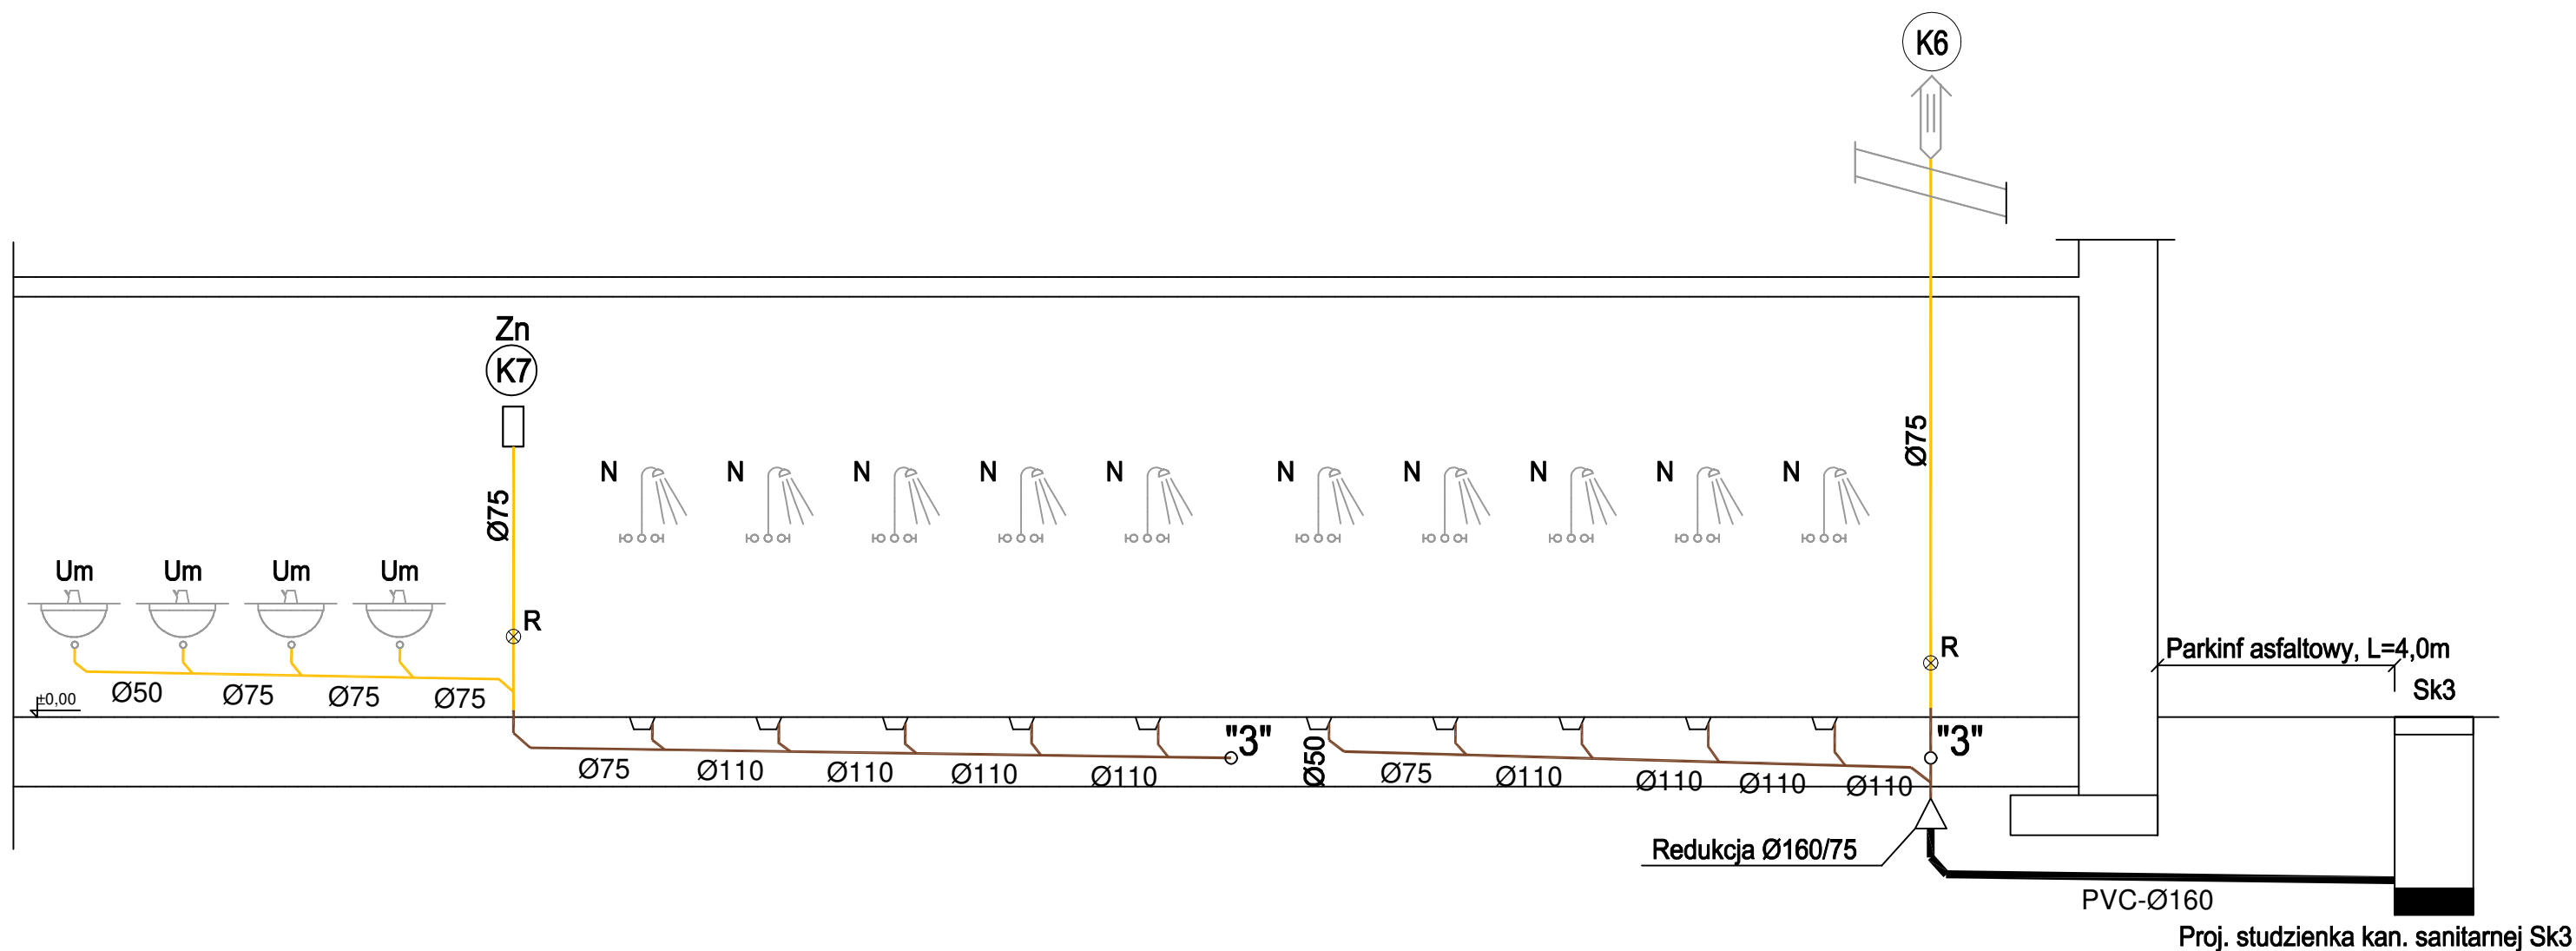 K6
Zn
K7
Ø75
Ø75
N N N N N N N N N N
Um Um Um Um
R
R
Parkinf asfaltowy, L=4,0m
Sk3
±0,00
Ø50 Ø75 Ø75 Ø75
"3"
"3"
Ø50
Ø75 Ø110 Ø110 Ø110 Ø110
Ø75 Ø110 Ø110 Ø110 Ø110
Redukcja Ø160/75
PVC-Ø160
Proj. studzienka kan. sanitarnej Sk3